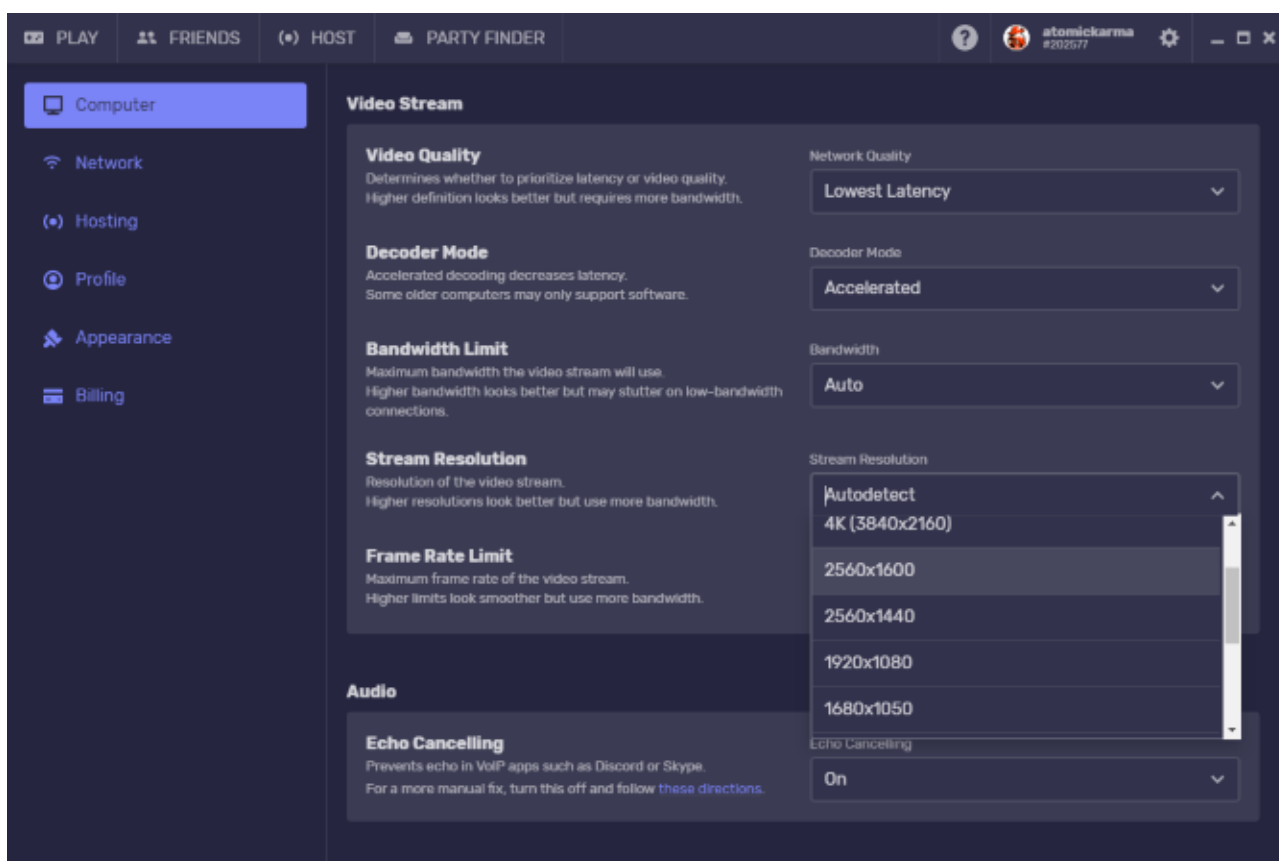 PLAY FRIENDS HOST PARTY FINDER atomickarma
#202577
Computer
Network
Hosting
Profile
Appearance
Billing
Video Stream
Video Quality
Determines whether to prioritize latency or video quality.
Higher definition looks better but requires more bandwidth.
Network Quality
Lowest Latency
Decoder Mode
Accelerated decoding decreases latency.
Some older computers may only support software.
Decoder Mode
Accelerated
Bandwidth Limit
Maximum bandwidth the video stream will use.
Higher bandwidth looks better but may stutter on low-bandwidth
connections.
Bandwidth
Auto
Stream Resolution
Resolution of the video stream.
Higher resolutions look better but use more bandwidth.
Stream Resolution
Autodetect
4K (3840x2160)
2560x1600
2560x1440
1920x1080
1680x1050
Frame Rate Limit
Maximum frame rate of the video stream.
Higher limits look smoother but use more bandwidth.
Audio
Echo Cancelling
Prevents echo in VoIP apps such as Discord or Skype.
For a more manual fix, turn this off and follow these directions.
Echo Cancelling
On